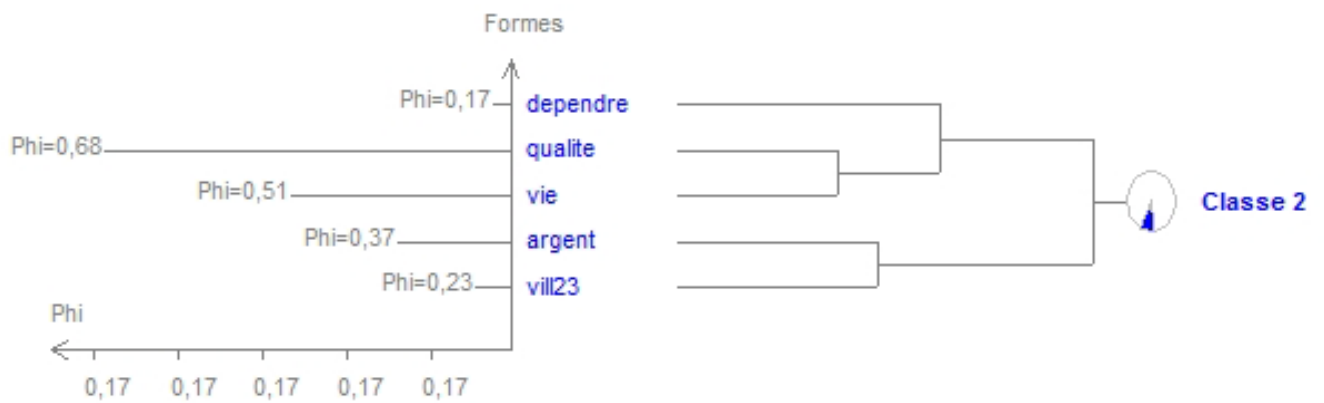 Formes
Phi=0,17 dependre
Phi=0,68 qualite
Phi=0,51 vie
Classe 2
Phi=0,37 argent
Phi=0,23 vill23
Phi
0,17 0,17 0,17 0,17 0,17